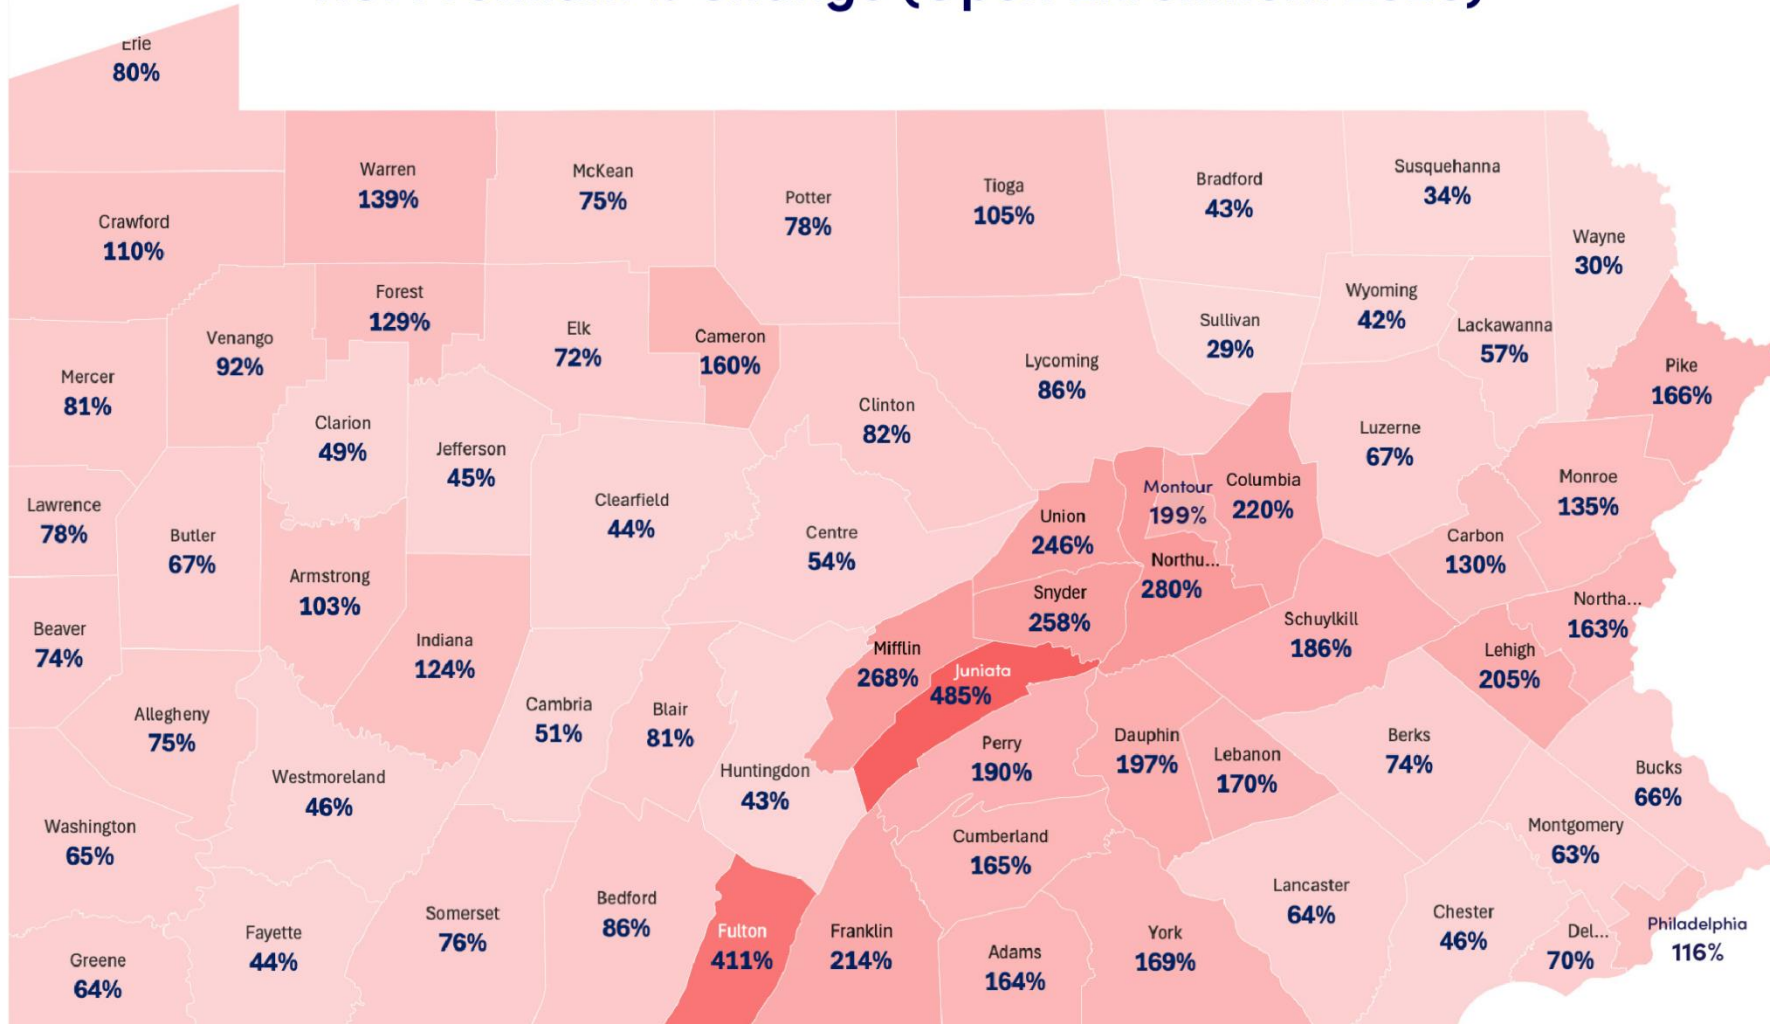 Erie
80%
Warren
139%
McKean
75%
Potter
78%
Tioga
105%
Bradford
43%
Susquehanna
34%
Wayne
30%
Crawford
110%
Forest
129%
Venango
92%
Elk
72%
Cameron
160%
Sullivan
29%
Wyoming
42%
Lackawanna
57%
Pike
166%
Mercer
81%
Clarion
49%
Jefferson
45%
Clinton
82%
Lycoming
86%
Luzerne
67%
Monroe
135%
Lawrence
78%
Butler
67%
Clearfield
44%
Centre
54%
Union
246%
Montour
199%
Columbia
220%
Carbon
130%
Armstrong
103%
Snyder
258%
Northu...
280%
Schuylkill
186%
Northa...
163%
Beaver
74%
Indiana
124%
Mifflin
268%
Juniata
485%
Lehigh
205%
Allegheny
75%
Cambria
51%
Blair
81%
Huntingdon
43%
Perry
190%
Dauphin
197%
Lebanon
170%
Berks
74%
Bucks
66%
Westmoreland
46%
Washington
65%
Cumberland
165%
Montgomery
63%
Greene
64%
Fayette
44%
Somerset
76%
Bedford
86%
Fulton
411%
Franklin
214%
Adams
164%
York
169%
Lancaster
64%
Chester
46%
Del...
70%
Philadelphia
116%